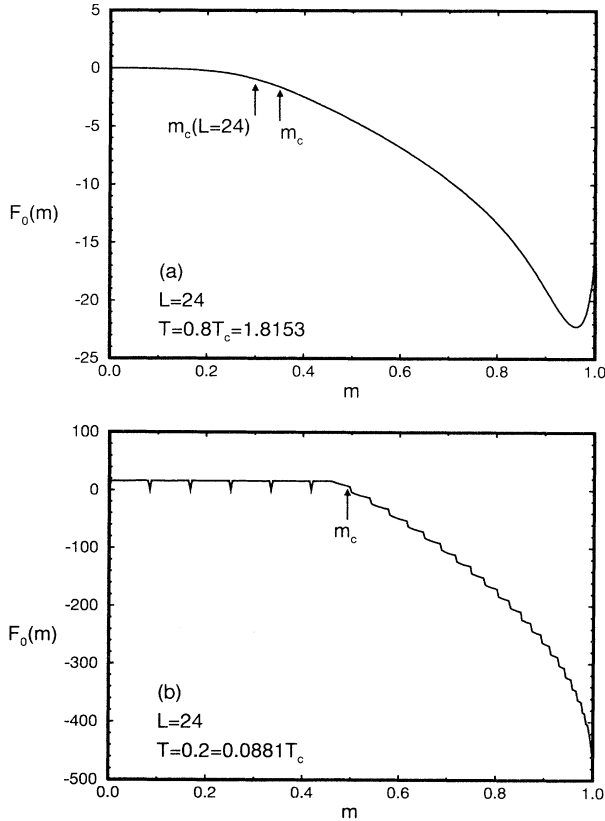 5
0
-5
-10
-15
-20
-25
F₀(m)
m_c(L=24)
m_c
(a)
L=24
T=0.8T_c=1.8153
0.0 0.2 0.4 0.6 0.8 1.0
m
100
0
-100
-200
-300
-400
-500
F₀(m)
m_c
(b)
L=24
T=0.2=0.0881T_c
0.0 0.2 0.4 0.6 0.8 1.0
m